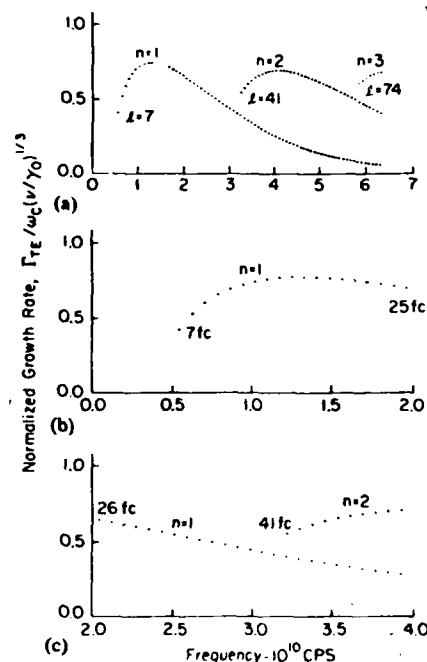 Normalized Growth Rate, Γ_TE/ω_C(ν/γ_0)^1/3
1.0
0.5
0.0
n=1
n=2
n=3
ℓ=7
ℓ=41
ℓ=74
0 1 2 3 4 5 6 7
(a)
1.0
0.5
0.0
n=1
7fc
25fc
0.0 0.5 1.0 1.5 2.0
(b)
1.0
0.5
0.0
26fc
n=1
41fc
n=2
2.0 2.5 3.0 3.5 4.0
(c)
Frequency-10^10 CPS